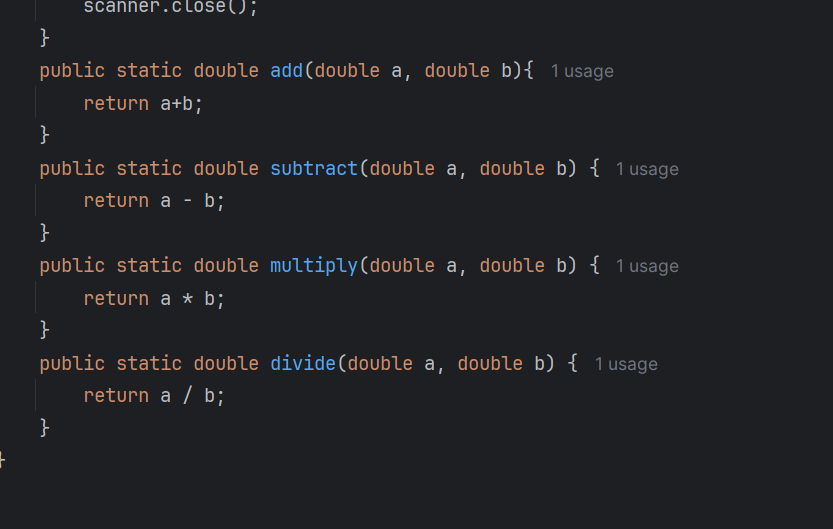 scanner.close();
}
public static double add(double a, double b){ 1 usage
return a+b;
}
public static double subtract(double a, double b) { 1 usage
return a - b;
}
public static double multiply(double a, double b) { 1 usage
return a * b;
}
public static double divide(double a, double b) { 1 usage
return a / b;
}
}